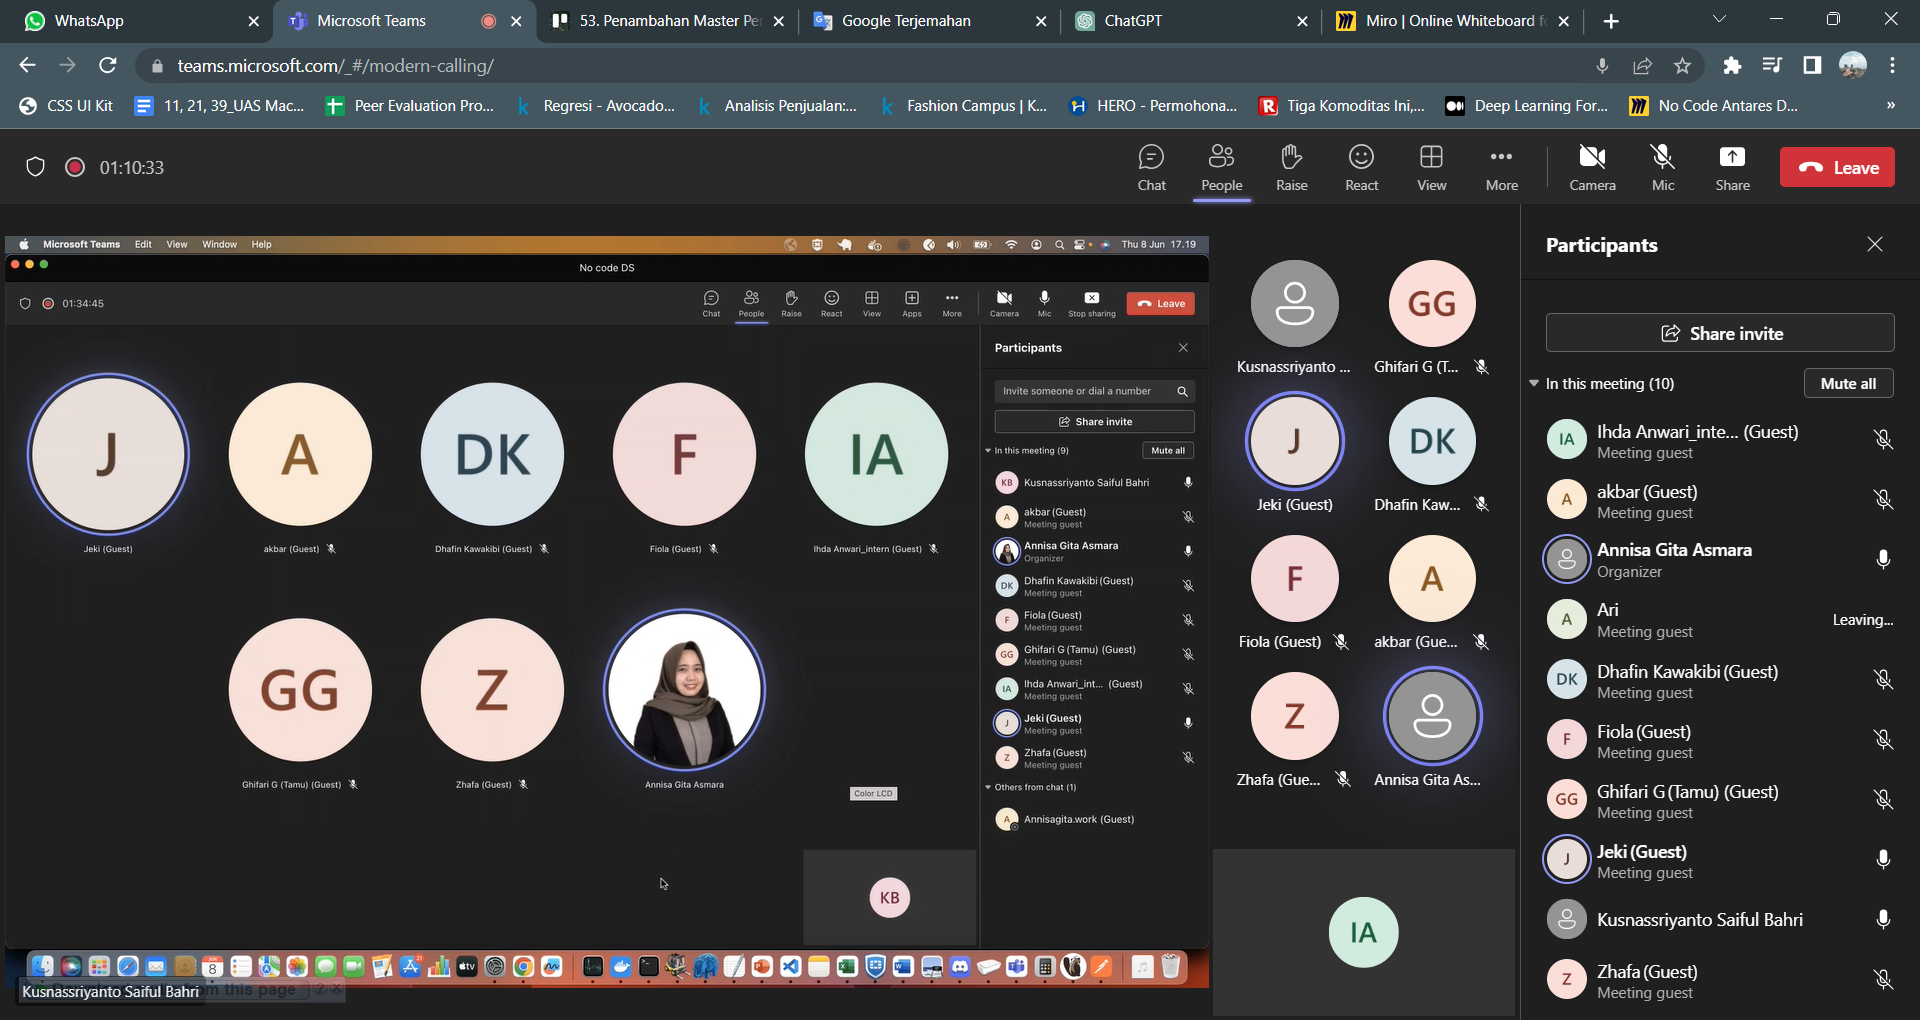 WhatsApp
Microsoft Teams
53. Penambahan Master Pe
Google Terjemahan
ChatGPT
Miro | Online Whiteboard f
teams.microsoft.com/_#/modern-calling/
CSS UI Kit
11, 21, 39_UAS Mac...
Peer Evaluation Pro...
Regresi - Avocado...
Analisis Penjualan:...
Fashion Campus | K...
HERO - Permohona...
Tiga Komoditas Ini,...
Deep Learning For...
No Code Antares D...
01:10:33
Chat
People
Raise
React
View
More
Camera
Mic
Share
Leave
Microsoft Teams Edit View Window Help
Thu 8 Jun 17.19
No code DS
01:34:45
Chat
People
Raise
React
View
Apps
More
Camera
Mic
Stop sharing
Leave
J
Jeki (Guest)
A
akbar (Guest)
DK
Dhafin Kawakibi (Guest)
F
Fiola (Guest)
IA
Ihda Anwari_intern (Guest)
GG
Ghifari G (Tamu) (Guest)
Z
Zhafa (Guest)
Annisa Gita Asmara
Color LCD
KB
Participants
Invite someone or dial a number
Share invite
In this meeting (9)
Mute all
KB
Kusnassriyanto Saiful Bahri
A
akbar (Guest)
Meeting guest
Annisa Gita Asmara
Organizer
DK
Dhafin Kawakibi (Guest)
Meeting guest
F
Fiola (Guest)
Meeting guest
GG
Ghifari G (Tamu) (Guest)
Meeting guest
IA
Ihda Anwari_int... (Guest)
Meeting guest
J
Jeki (Guest)
Meeting guest
Z
Zhafa (Guest)
Meeting guest
Others from chat (1)
A
Annisagita.work (Guest)
JUN
8
tv
Kusnassriyanto Saiful Bahri
from this page
Kusnassriyanto ...
GG
Ghifari G (T...
J
Jeki (Guest)
DK
Dhafin Kaw...
F
Fiola (Guest)
A
akbar (Gue...
Z
Zhafa (Gue...
Annisa Gita As...
IA
Participants
Share invite
In this meeting (10)
Mute all
IA
Ihda Anwari_inte... (Guest)
Meeting guest
A
akbar (Guest)
Meeting guest
Annisa Gita Asmara
Organizer
A
Ari
Meeting guest
Leaving...
DK
Dhafin Kawakibi (Guest)
Meeting guest
F
Fiola (Guest)
Meeting guest
GG
Ghifari G (Tamu) (Guest)
Meeting guest
J
Jeki (Guest)
Meeting guest
Kusnassriyanto Saiful Bahri
Z
Zhafa (Guest)
Meeting guest